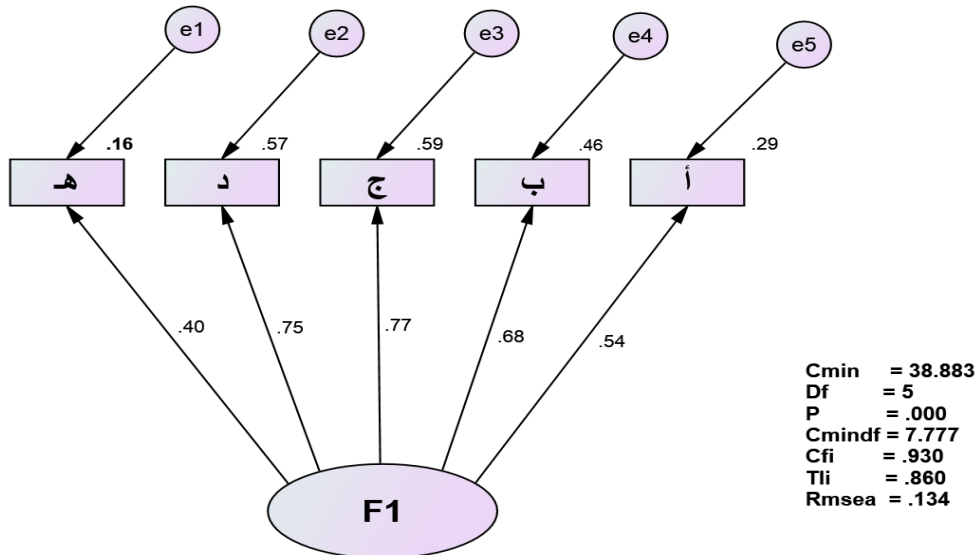 e1 e2 e3 e4 e5
.16 .57 .59 .46 .29
هـ د ج ب أ
.40 .75 .77 .68 .54
F1
Cmin = 38.883
Df = 5
P = .000
Cmindf = 7.777
Cfi = .930
Tli = .860
Rmsea = .134